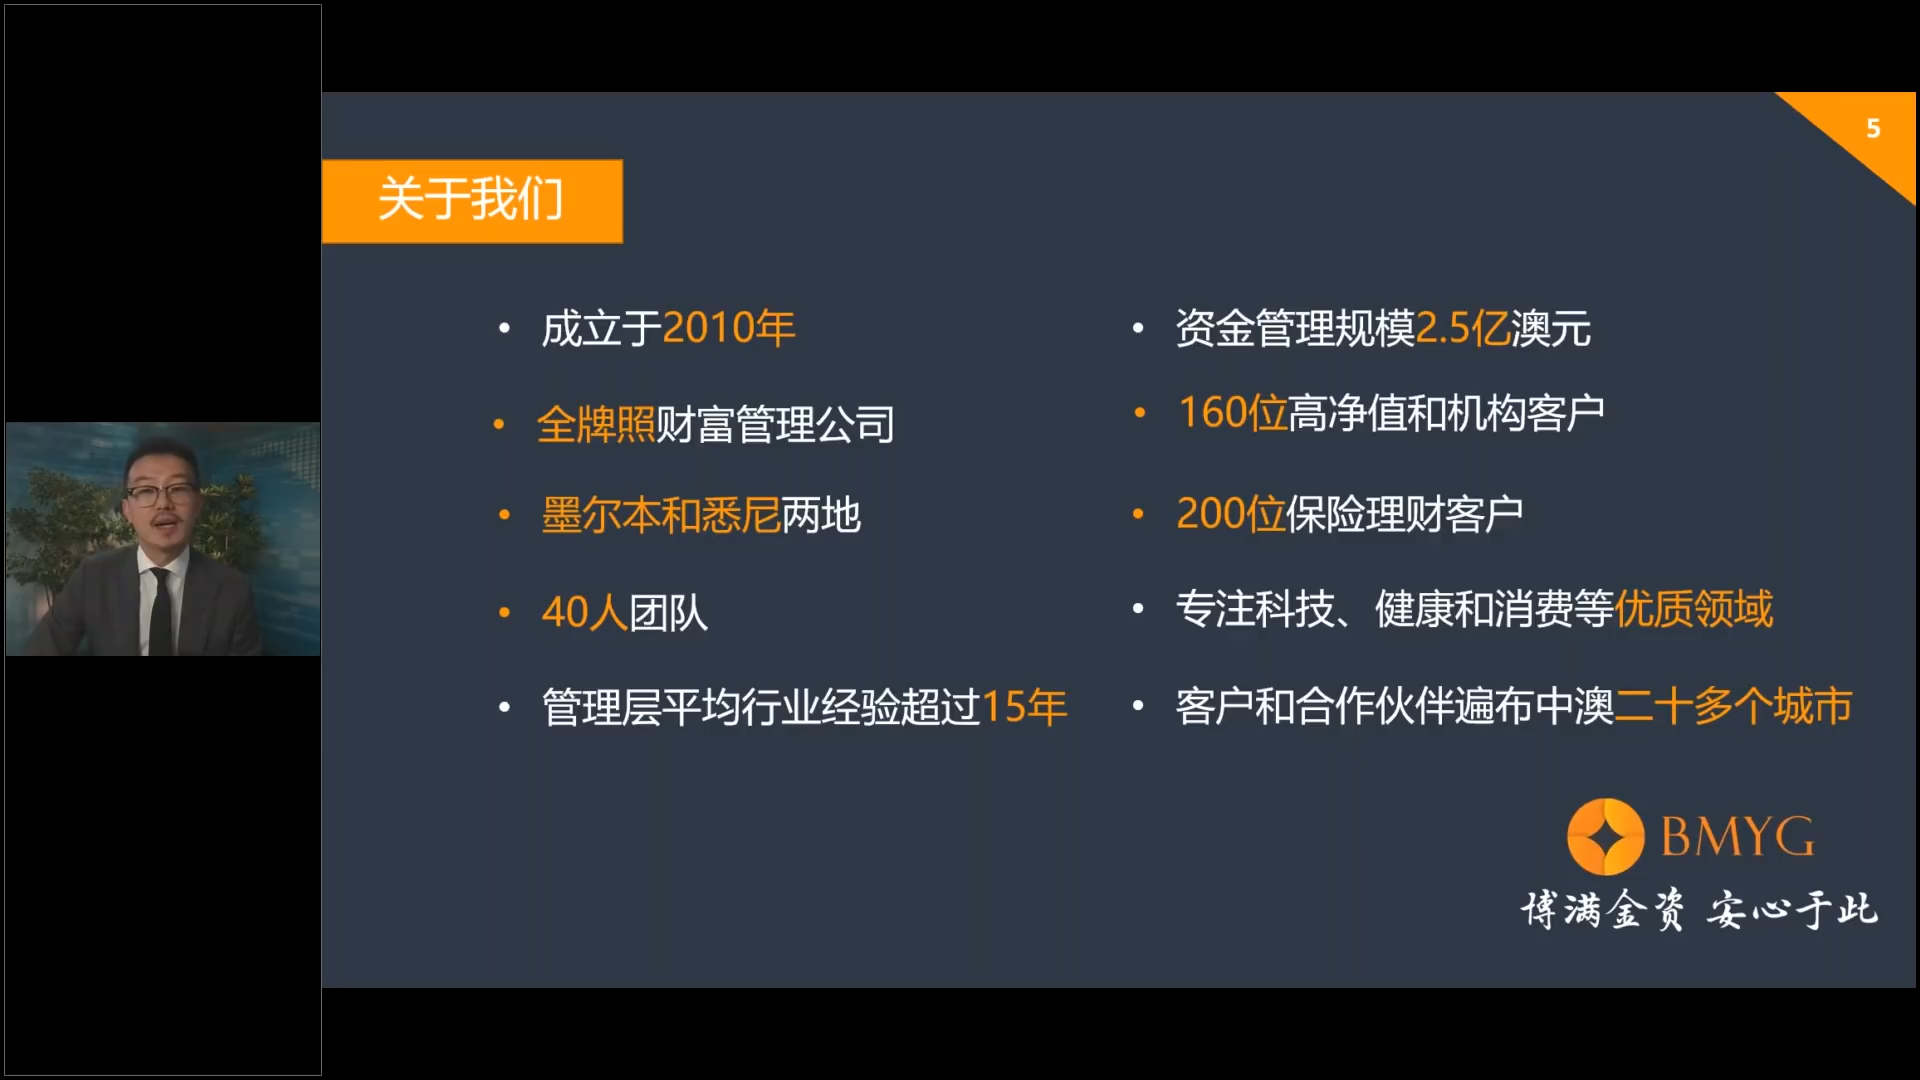 5
关于我们
• 成立于2010年
• 全牌照财富管理公司
• 墨尔本和悉尼两地
• 40人团队
• 管理层平均行业经验超过15年
• 资金管理规模2.5亿澳元
• 160位高净值和机构客户
• 200位保险理财客户
• 专注科技、健康和消费等优质领域
• 客户和合作伙伴遍布中澳二十多个城市
BMYG
博满金资 安心于此